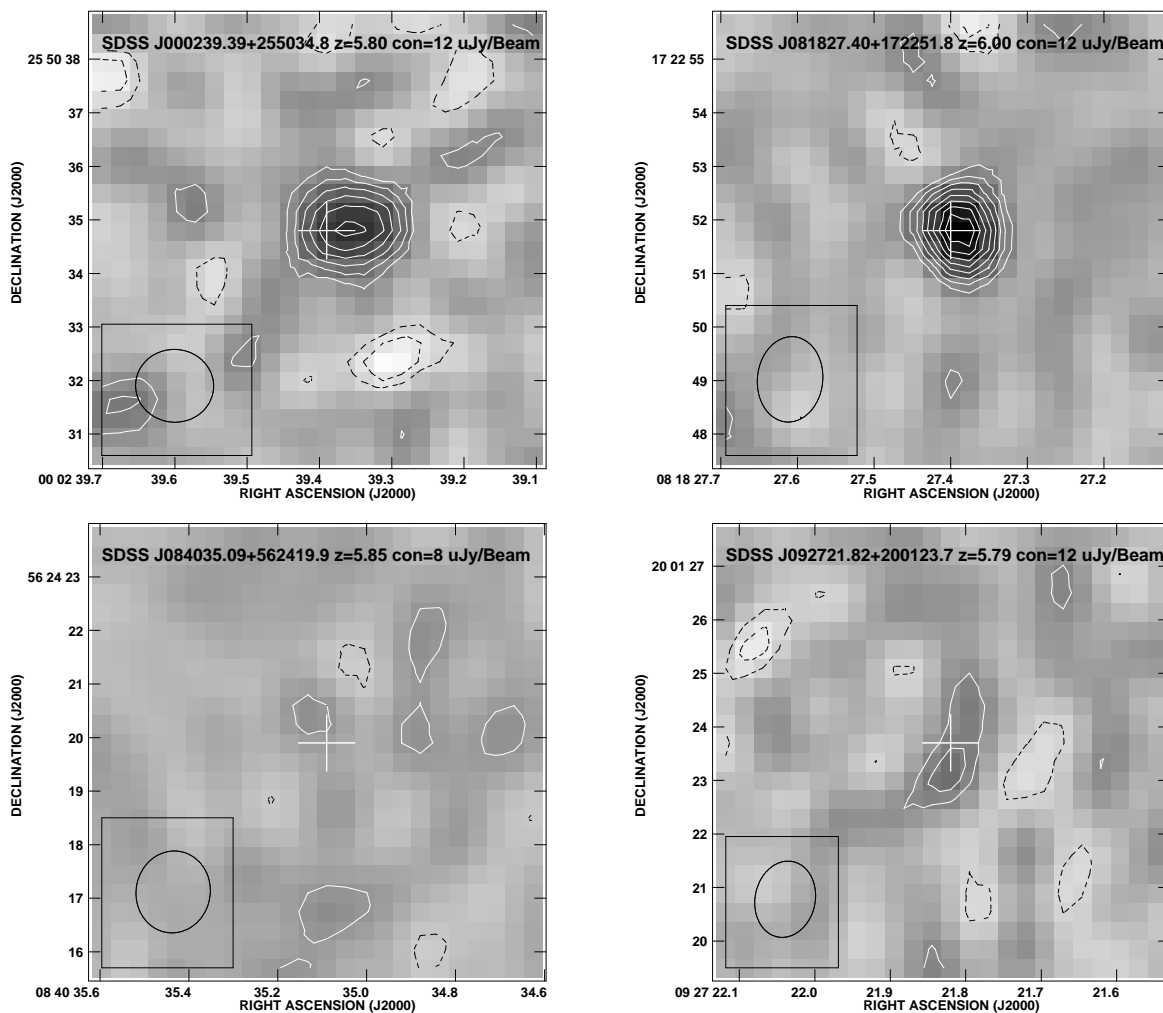 SDSS J000239.39+255034.8 z=5.80 con=12 uJy/Beam
DECLINATION (J2000)
25 50 38
37
36
35
34
33
32
31
00 02 39.7 39.6 39.5 39.4 39.3 39.2 39.1
RIGHT ASCENSION (J2000)
SDSS J081827.40+172251.8 z=6.00 con=12 uJy/Beam
DECLINATION (J2000)
17 22 55
54
53
52
51
50
49
48
08 18 27.7 27.6 27.5 27.4 27.3 27.2
RIGHT ASCENSION (J2000)
SDSS J084035.09+562419.9 z=5.85 con=8 uJy/Beam
DECLINATION (J2000)
56 24 23
22
21
20
19
18
17
16
08 40 35.6 35.4 35.2 35.0 34.8 34.6
RIGHT ASCENSION (J2000)
SDSS J092721.82+200123.7 z=5.79 con=12 uJy/Beam
DECLINATION (J2000)
20 01 27
26
25
24
23
22
21
20
09 27 22.1 22.0 21.9 21.8 21.7 21.6
RIGHT ASCENSION (J2000)